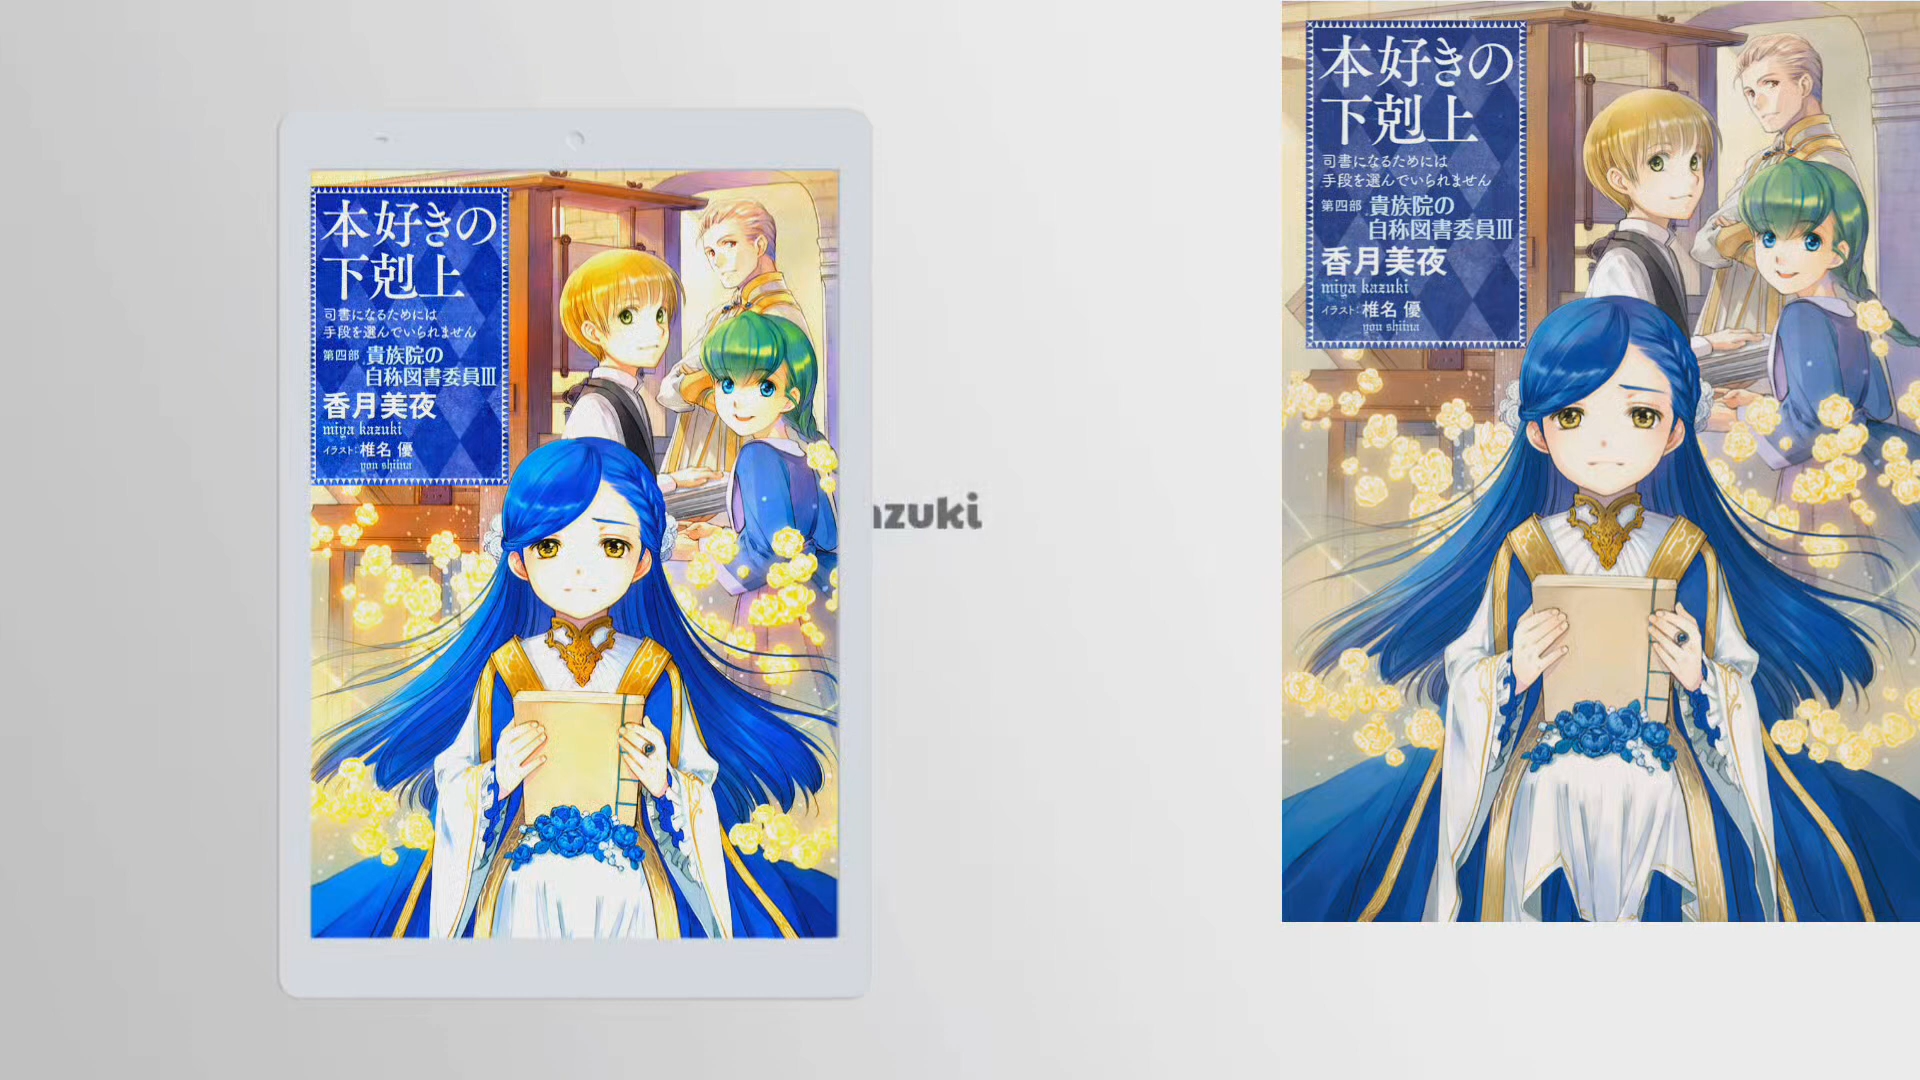 本好きの
下剋上
司書になるためには
手段を選んでいられません
第四部 貴族院の
自称図書委員III
香月美夜
miya kazuki
イラスト：椎名 優
you shiina
azuki
本好きの
下剋上
司書になるためには
手段を選んでいられません
第四部 貴族院の
自称図書委員III
香月美夜
miya kazuki
イラスト：椎名 優
you shiina